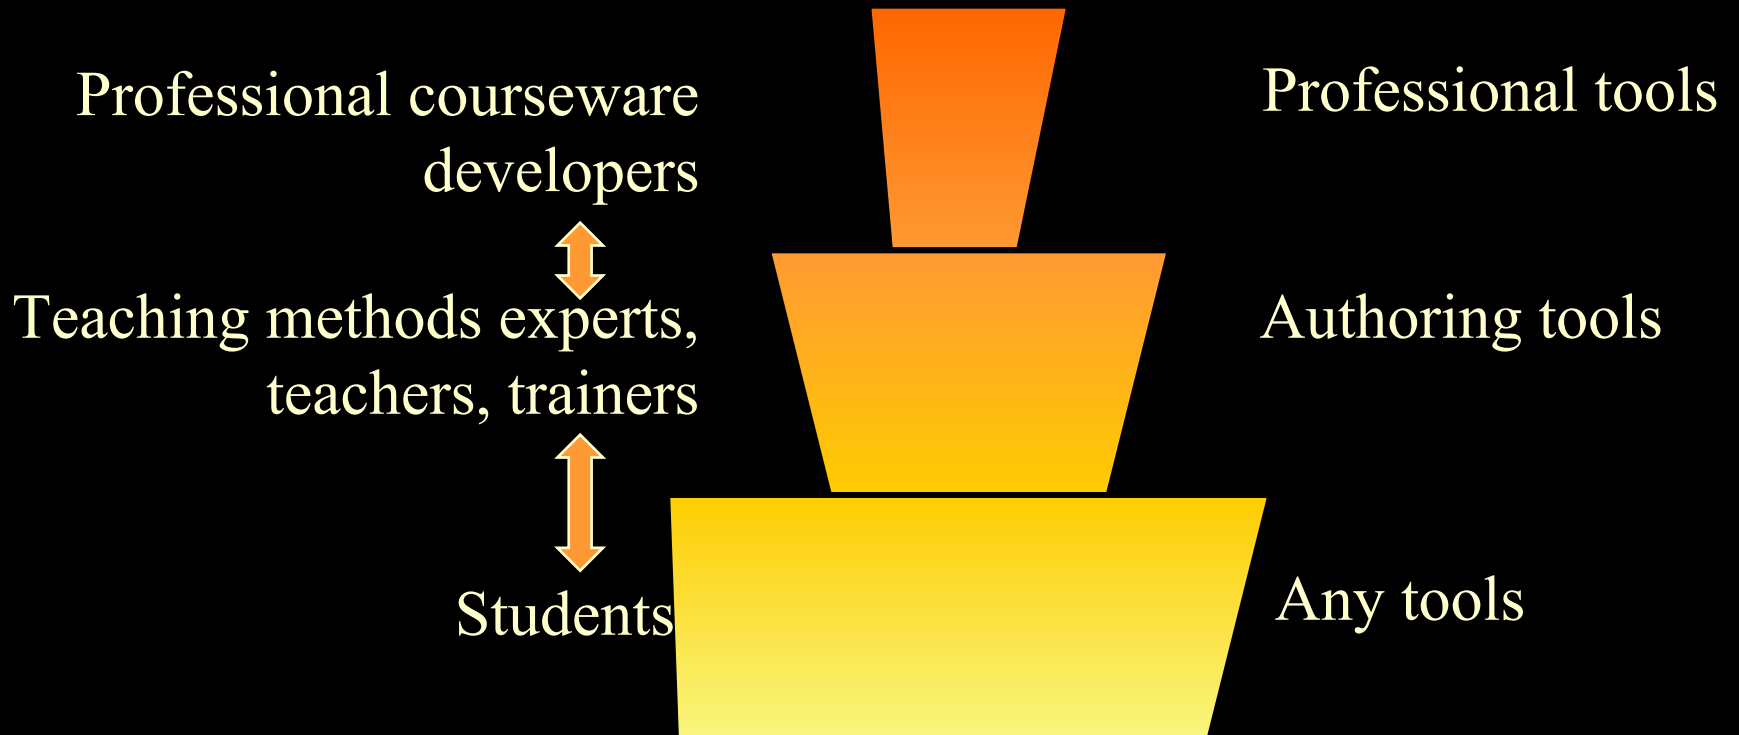 Professional courseware
developers
Professional tools
Teaching methods experts,
teachers, trainers
Authoring tools
Students
Any tools